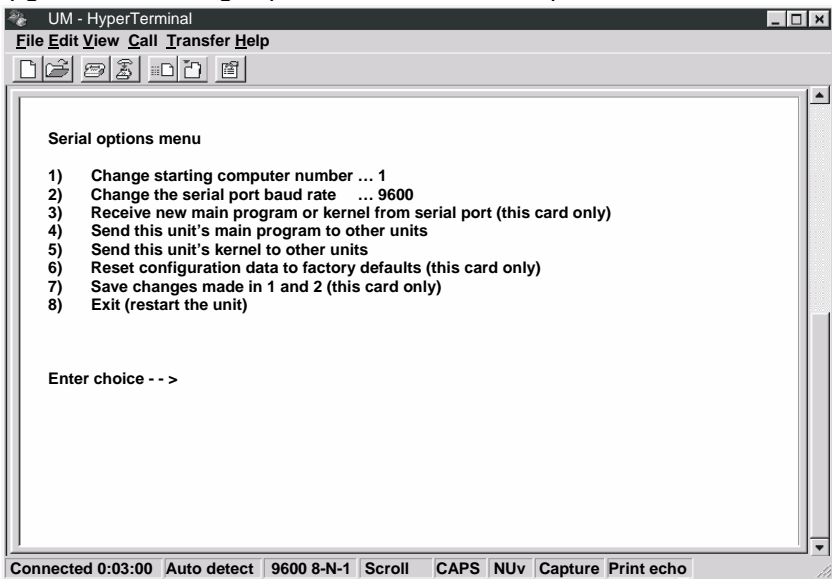 UM - HyperTerminal
File Edit View Call Transfer Help
Serial options menu
1) Change starting computer number ... 1
2) Change the serial port baud rate ... 9600
3) Receive new main program or kernel from serial port (this card only)
4) Send this unit's main program to other units
5) Send this unit's kernel to other units
6) Reset configuration data to factory defaults (this card only)
7) Save changes made in 1 and 2 (this card only)
8) Exit (restart the unit)
Enter choice - - >
Connected 0:03:00 Auto detect 9600 8-N-1 Scroll CAPS NUv Capture Print echo